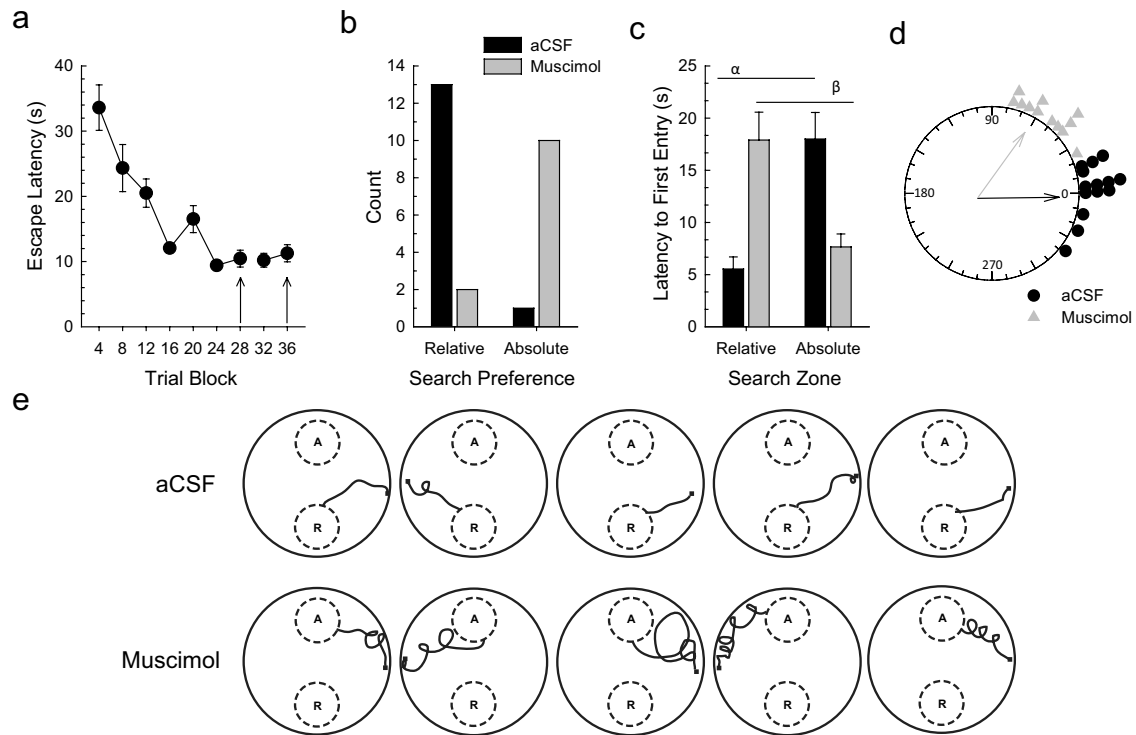 a
Escape Latency (s)
40
30
20
10
0
4 8 12 16 20 24 28 32 36
Trial Block
b
aCSF
Muscimol
Count
14
12
10
8
6
4
2
0
Relative Absolute
Search Preference
c
Latency to First Entry (s)
25
20
15
10
5
0
α
β
Relative Absolute
Search Zone
d
90
180 0
270
aCSF
Muscimol
e
aCSF
A A A A A
R R R R R
Muscimol
A A A A A
R R R R R